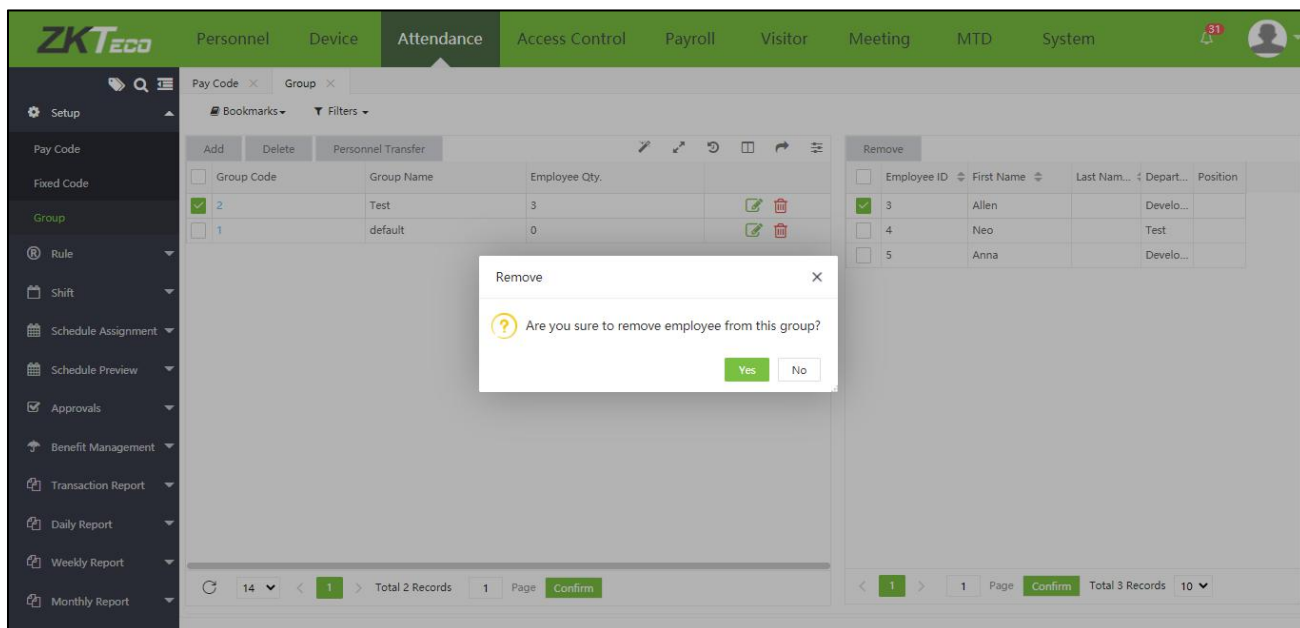 ZKTeco Personnel Device Attendance Access Control Payroll Visitor Meeting MTD System 31
Pay Code Group
Setup Bookmarks Filters
Pay Code
Fixed Code
Group
Rule
Shift
Schedule Assignment
Schedule Preview
Approvals
Benefit Management
Transaction Report
Daily Report
Weekly Report
Monthly Report
Add Delete Personnel Transfer
Group Code Group Name Employee Qty.
2 Test 3
1 default 0
Remove
Employee ID First Name Last Nam... Depart... Position
3 Allen Develo...
4 Neo Test
5 Anna Develo...
Remove
? Are you sure to remove employee from this group?
Yes No
14 1 Total 2 Records 1 Page Confirm
1 1 Page Confirm Total 3 Records 10